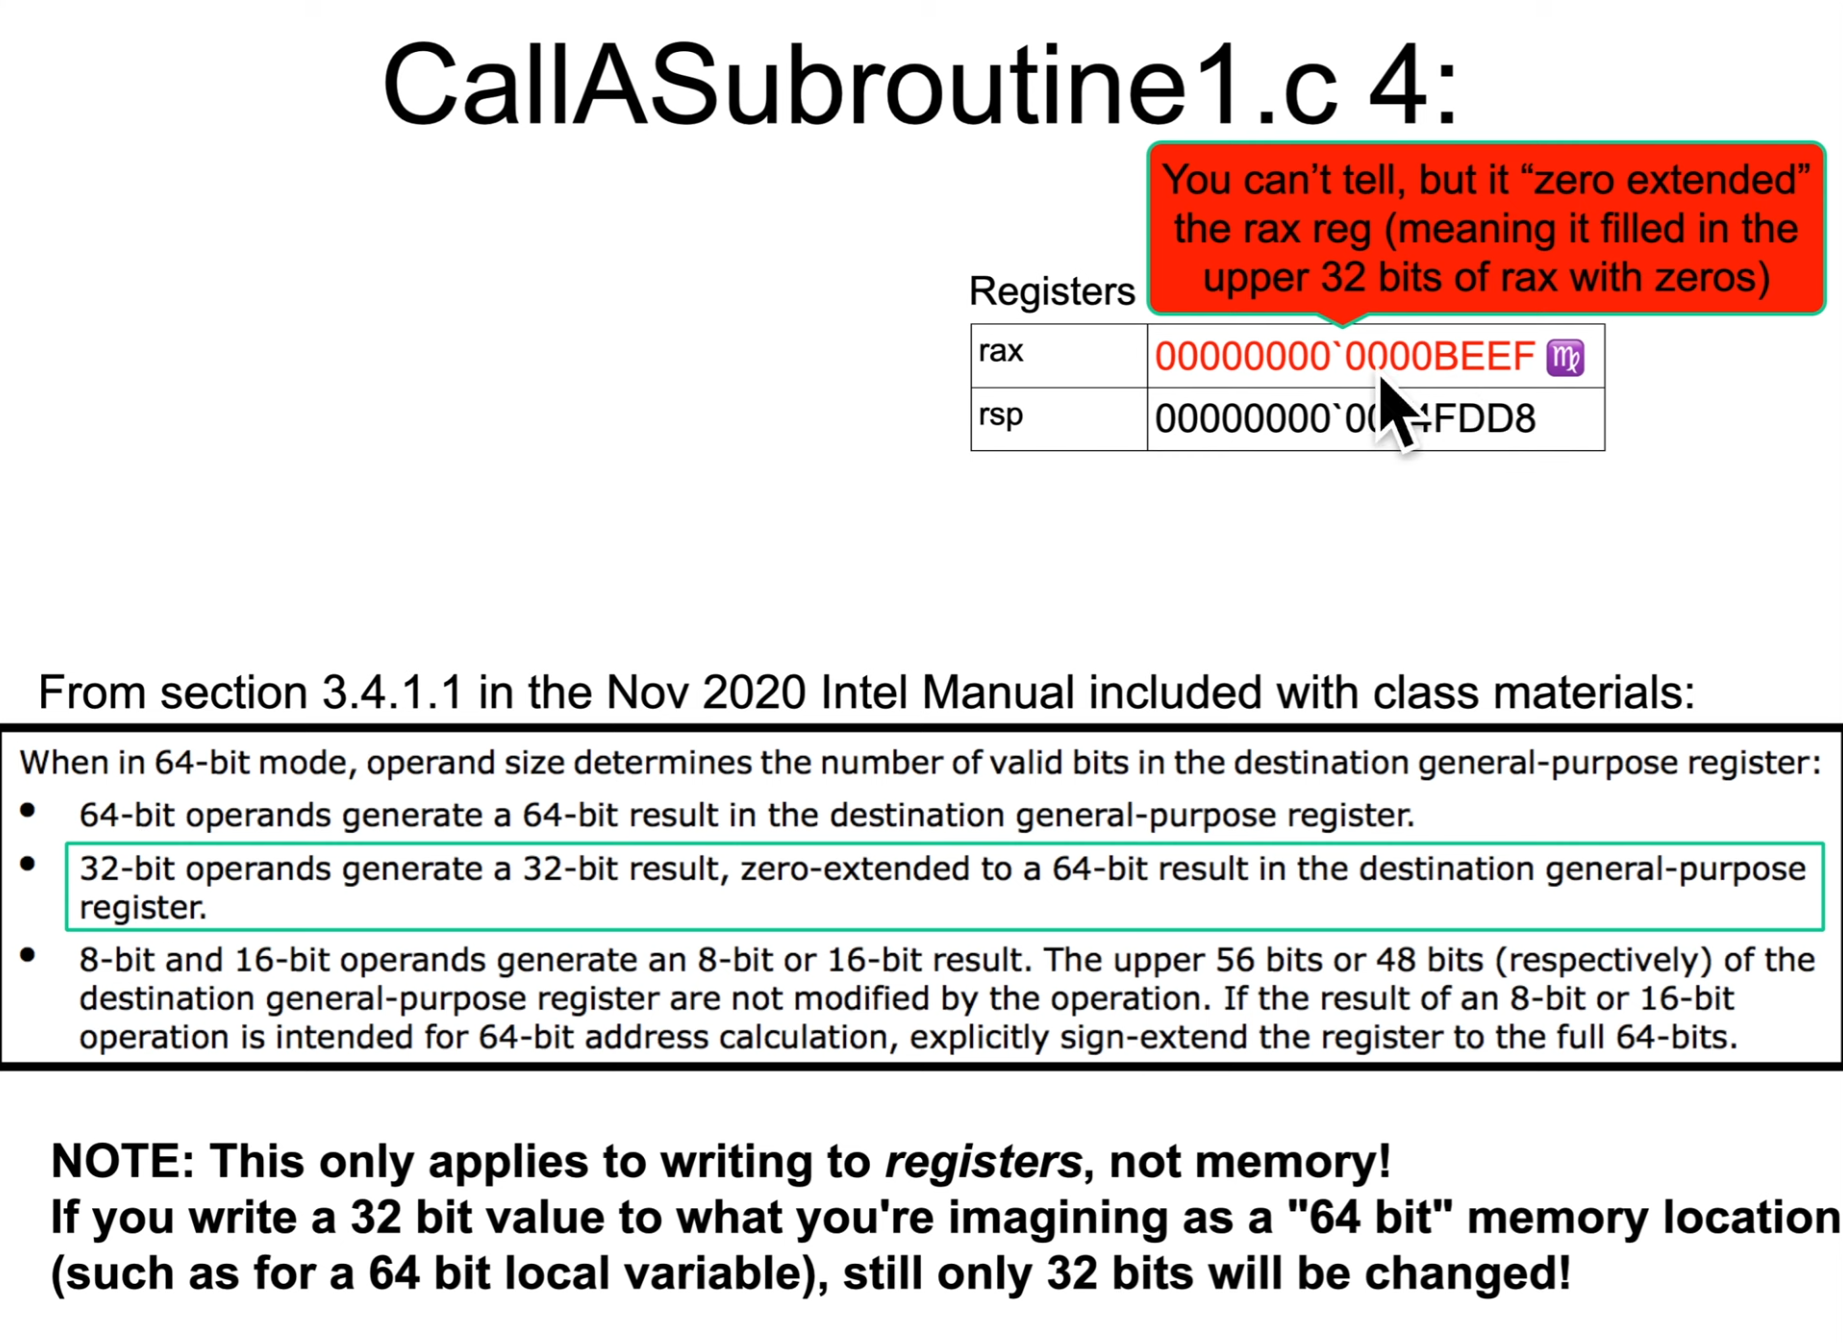 CallASubroutine1.c 4:
You can’t tell, but it “zero extended”
the rax reg (meaning it filled in the
upper 32 bits of rax with zeros)
Registers
rax 00000000`0000BEEF ♍
rsp 00000000`00 4FDD8
From section 3.4.1.1 in the Nov 2020 Intel Manual included with class materials:
When in 64-bit mode, operand size determines the number of valid bits in the destination general-purpose register:
• 64-bit operands generate a 64-bit result in the destination general-purpose register.
• 32-bit operands generate a 32-bit result, zero-extended to a 64-bit result in the destination general-purpose
register.
• 8-bit and 16-bit operands generate an 8-bit or 16-bit result. The upper 56 bits or 48 bits (respectively) of the
destination general-purpose register are not modified by the operation. If the result of an 8-bit or 16-bit
operation is intended for 64-bit address calculation, explicitly sign-extend the register to the full 64-bits.
NOTE: This only applies to writing to registers, not memory!
If you write a 32 bit value to what you're imagining as a "64 bit" memory location
(such as for a 64 bit local variable), still only 32 bits will be changed!